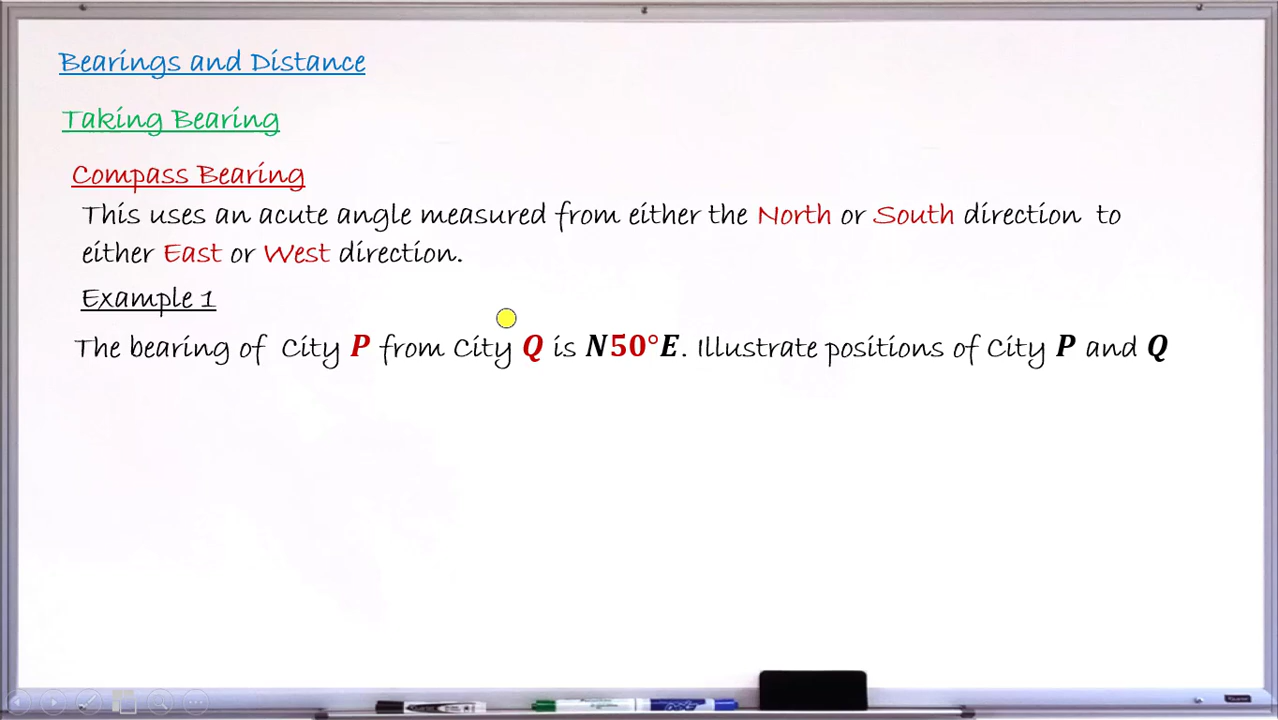 Bearings and Distance
Taking Bearing
Compass Bearing
This uses an acute angle measured from either the North or South direction to
either East or West direction.
Example 1
The bearing of City P from City Q is N50°E. Illustrate positions of City P and Q